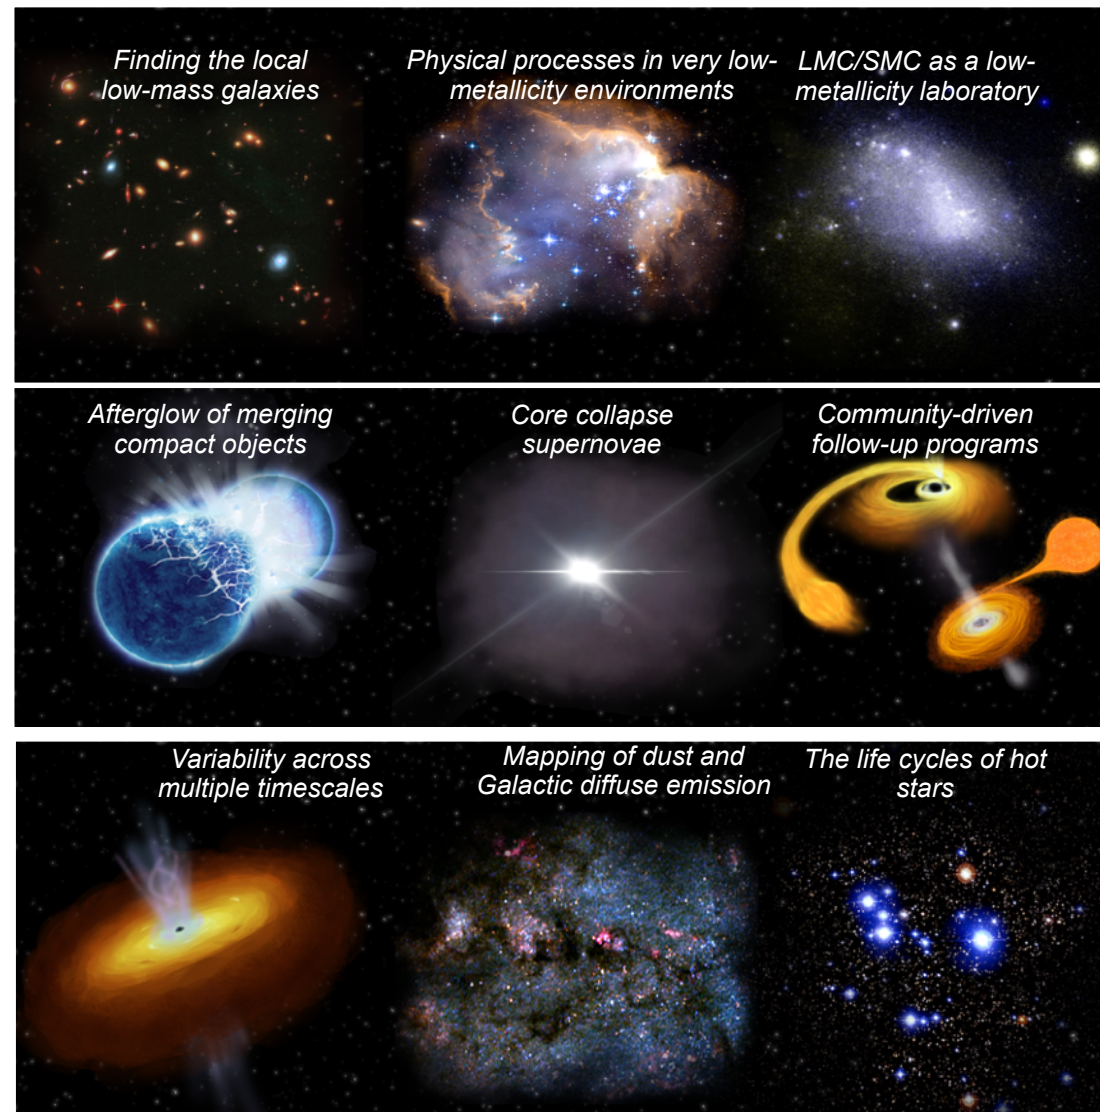 Finding the local
low-mass galaxies
Physical processes in very low-
metallicity environments
LMC/SMC as a low-
metallicity laboratory
Afterglow of merging
compact objects
Core collapse
supernovae
Community-driven
follow-up programs
Variability across
multiple timescales
Mapping of dust and
Galactic diffuse emission
The life cycles of hot
stars